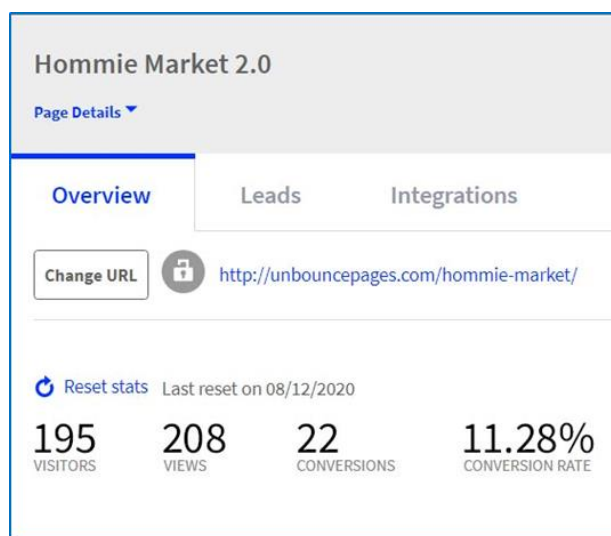 Hommie Market 2.0
Page Details
Overview Leads Integrations
Change URL http://unbouncepages.com/hommie-market/
Reset stats Last reset on 08/12/2020
195 208 22 11.28%
VISITORS VIEWS CONVERSIONS CONVERSION RATE